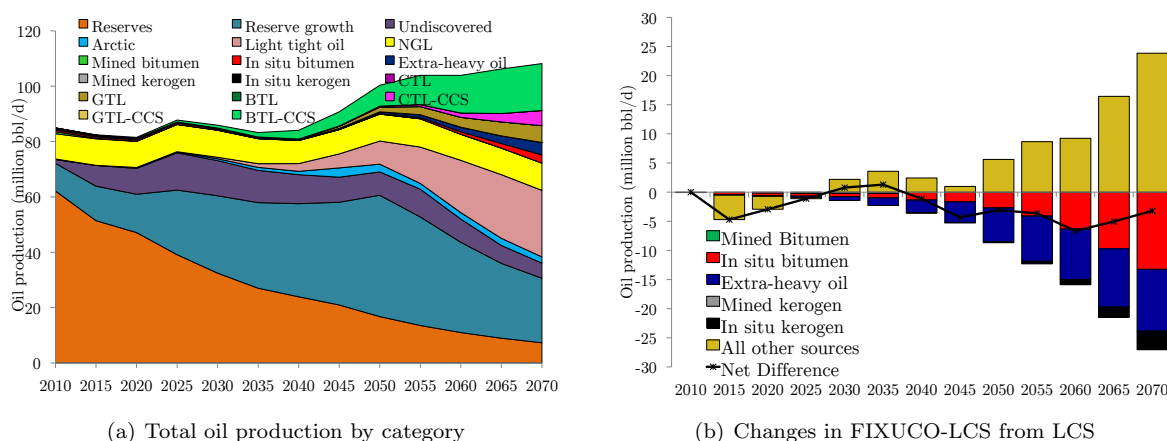 Oil production (million bbl/d)
120
100
80
60
40
20
0
Reserves
Reserve growth
Undiscovered
Arctic
Light tight oil
NGL
Mined bitumen
In situ bitumen
Extra-heavy oil
Mined kerogen
In situ kerogen
CTL
GTL
BTL
CTL-CCS
GTL-CCS
BTL-CCS
2010 2015 2020 2025 2030 2035 2040 2045 2050 2055 2060 2065 2070
(a) Total oil production by category
Oil production (million bbl/d)
30
25
20
15
10
5
0
-5
-10
-15
-20
-25
-30
Mined Bitumen
In situ bitumen
Extra-heavy oil
Mined kerogen
In situ kerogen
All other sources
Net Difference
2010 2015 2020 2025 2030 2035 2040 2045 2050 2055 2060 2065 2070
(b) Changes in FIXUCO-LCS from LCS